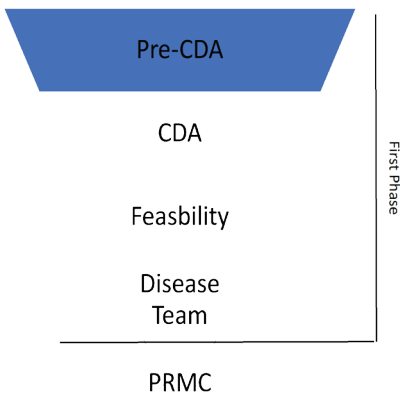 Pre-CDA
CDA
Feasbility
Disease
Team
PRMC
First Phase